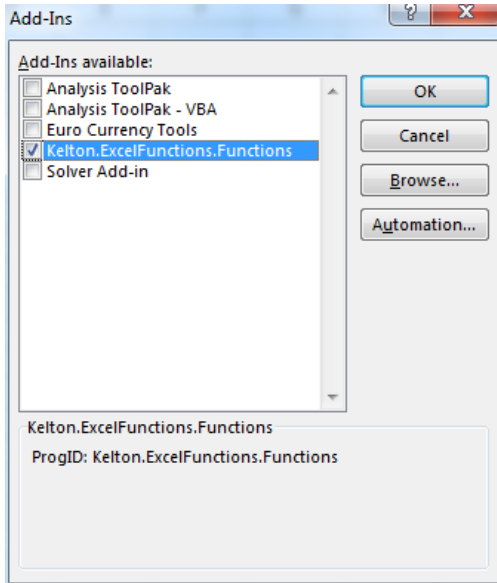 Add-Ins
Add-Ins available:
Analysis ToolPak
Analysis ToolPak - VBA
Euro Currency Tools
Kelton.ExcelFunctions.Functions
Solver Add-in
OK
Cancel
Browse...
Automation...
Kelton.ExcelFunctions.Functions
ProgID: Kelton.ExcelFunctions.Functions